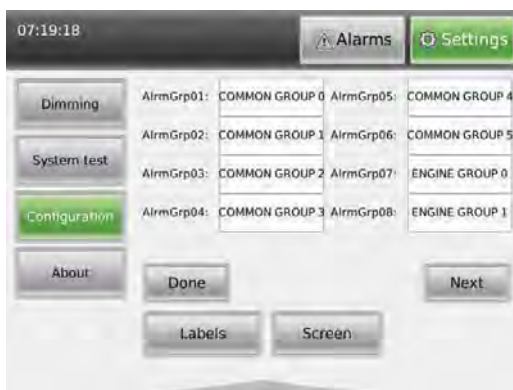 07:19:18
Alarms
Settings
Dimming
System test
Configuration
About
AlrmGrp01: COMMON GROUP 0 AlrmGrp05: COMMON GROUP 4
AlrmGrp02: COMMON GROUP 1 AlrmGrp06: COMMON GROUP 5
AlrmGrp03: COMMON GROUP 2 AlrmGrp07: ENGINE GROUP 0
AlrmGrp04: COMMON GROUP 3 AlrmGrp08: ENGINE GROUP 1
Done
Next
Labels
Screen